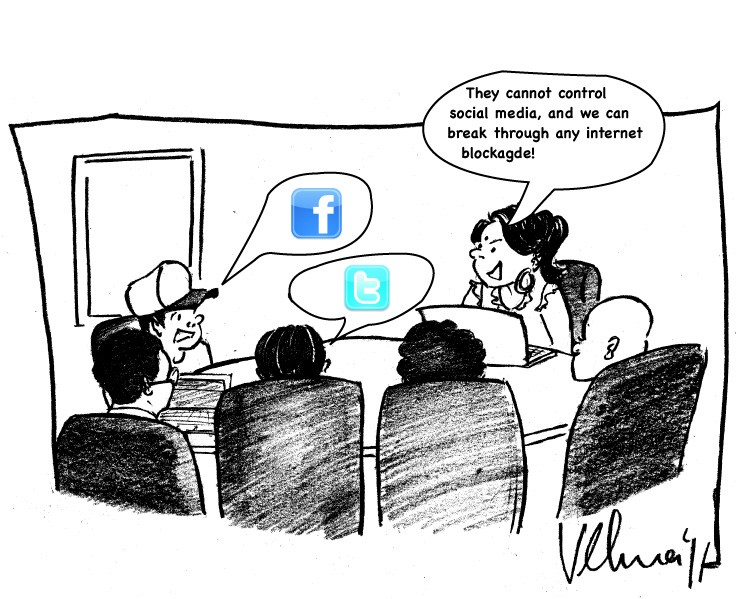 They cannot control
social media, and we can
break through any internet
blockagde!
f
t